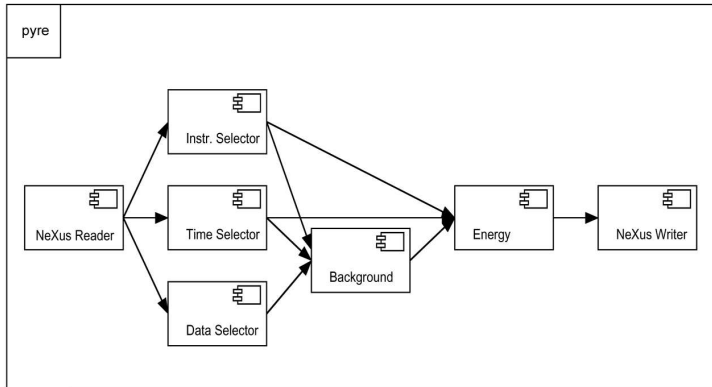 pyre
Instr. Selector
NeXus Reader
Time Selector
Energy
NeXus Writer
Background
Data Selector